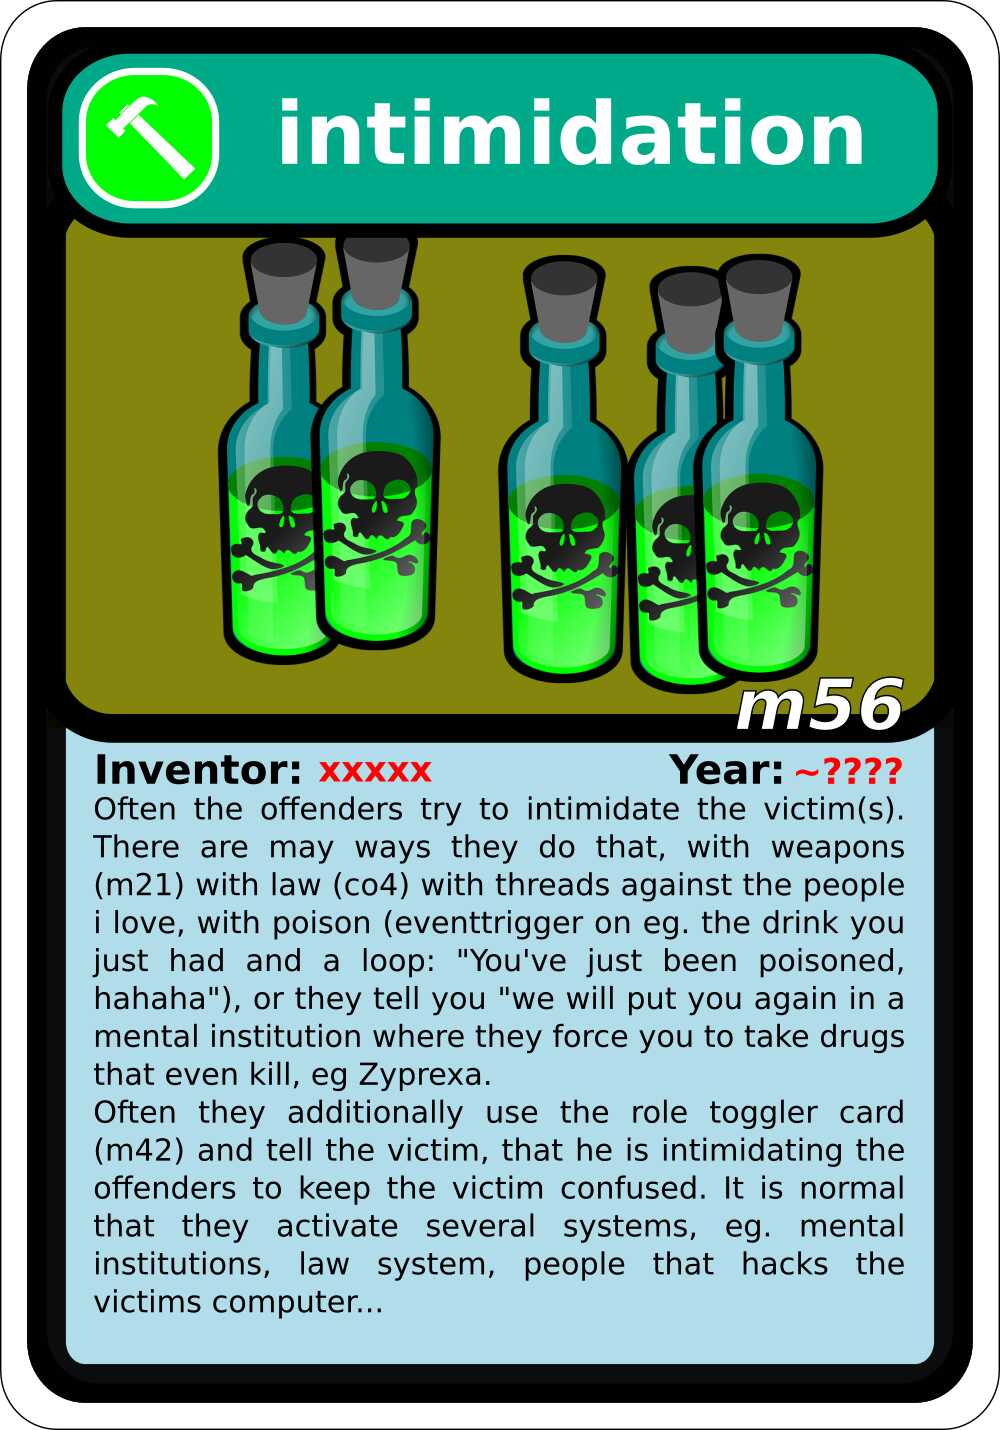 intimidation
m56
Inventor: xxxxx Year: ~????
Often the offenders try to intimidate the victim(s).
There are may ways they do that, with weapons
(m21) with law (co4) with threads against the people
i love, with poison (eventtrigger on eg. the drink you
just had and a loop: "You've just been poisoned,
hahaha"), or they tell you "we will put you again in a
mental institution where they force you to take drugs
that even kill, eg Zyprexa.
Often they additionally use the role toggler card
(m42) and tell the victim, that he is intimidating the
offenders to keep the victim confused. It is normal
that they activate several systems, eg. mental
institutions, law system, people that hacks the
victims computer...